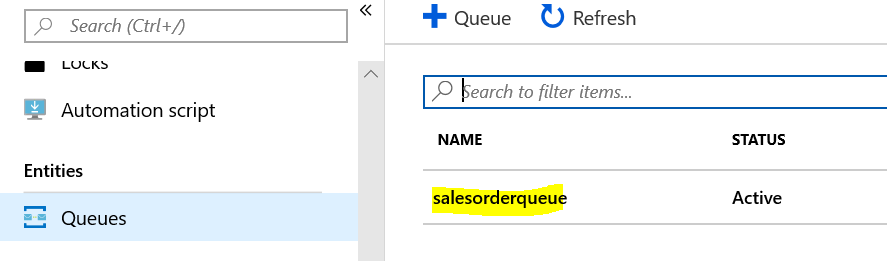 Search (Ctrl+/)
Locks
Automation script
Entities
Queues
+ Queue
Refresh
Search to filter items...
NAME STATUS
salesorderqueue Active